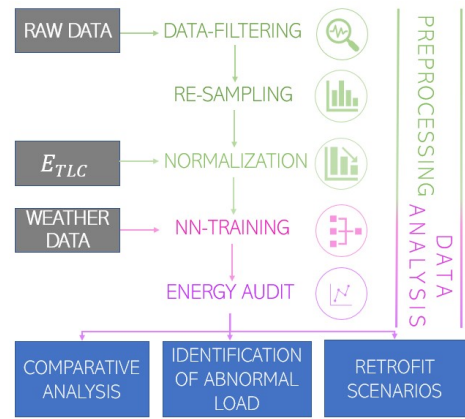 RAW DATA
DATA-FILTERING
RE-SAMPLING
E_TLC
NORMALIZATION
WEATHER
DATA
NN-TRAINING
ENERGY AUDIT
PREPROCESSING
DATA
ANALYSIS
COMPARATIVE
ANALYSIS
IDENTIFICATION
OF ABNORMAL
LOAD
RETROFIT
SCENARIOS